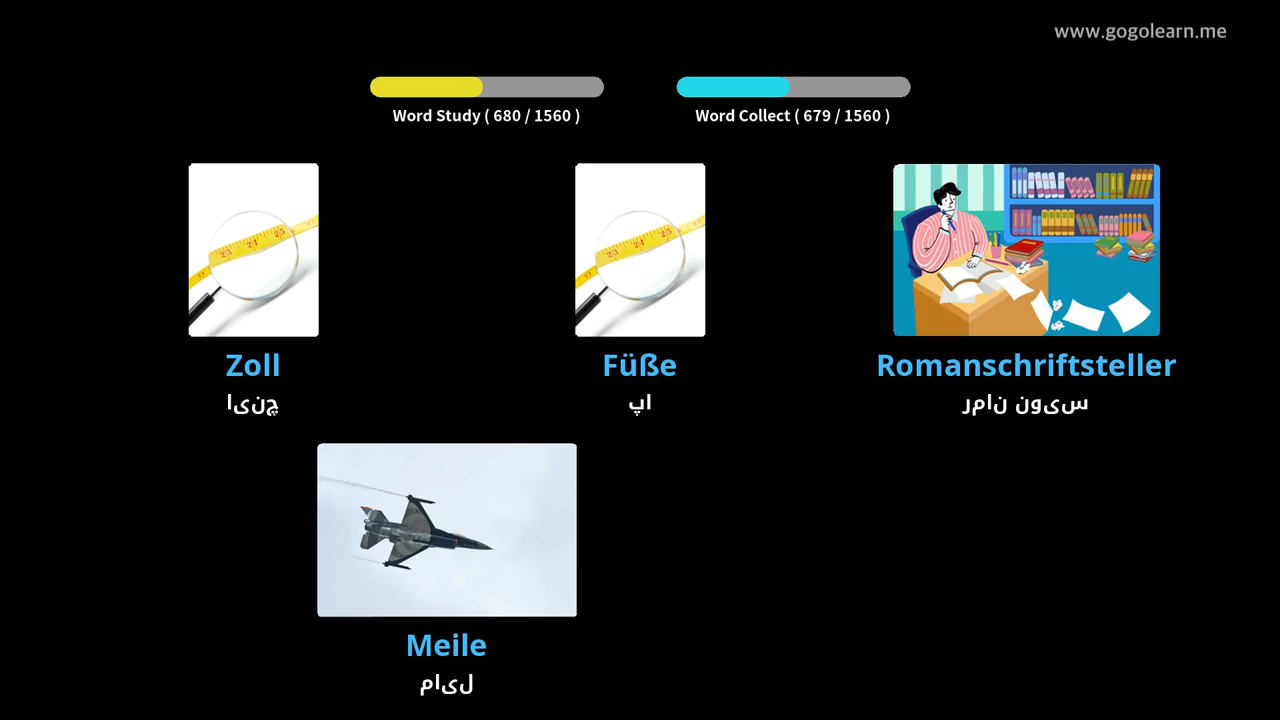 www.gogolearn.me
Word Study ( 680 / 1560 )
Word Collect ( 679 / 1560 )
Zoll
اینچ
Füße
پا
Romanschriftsteller
رمان نویس
Meile
مایل